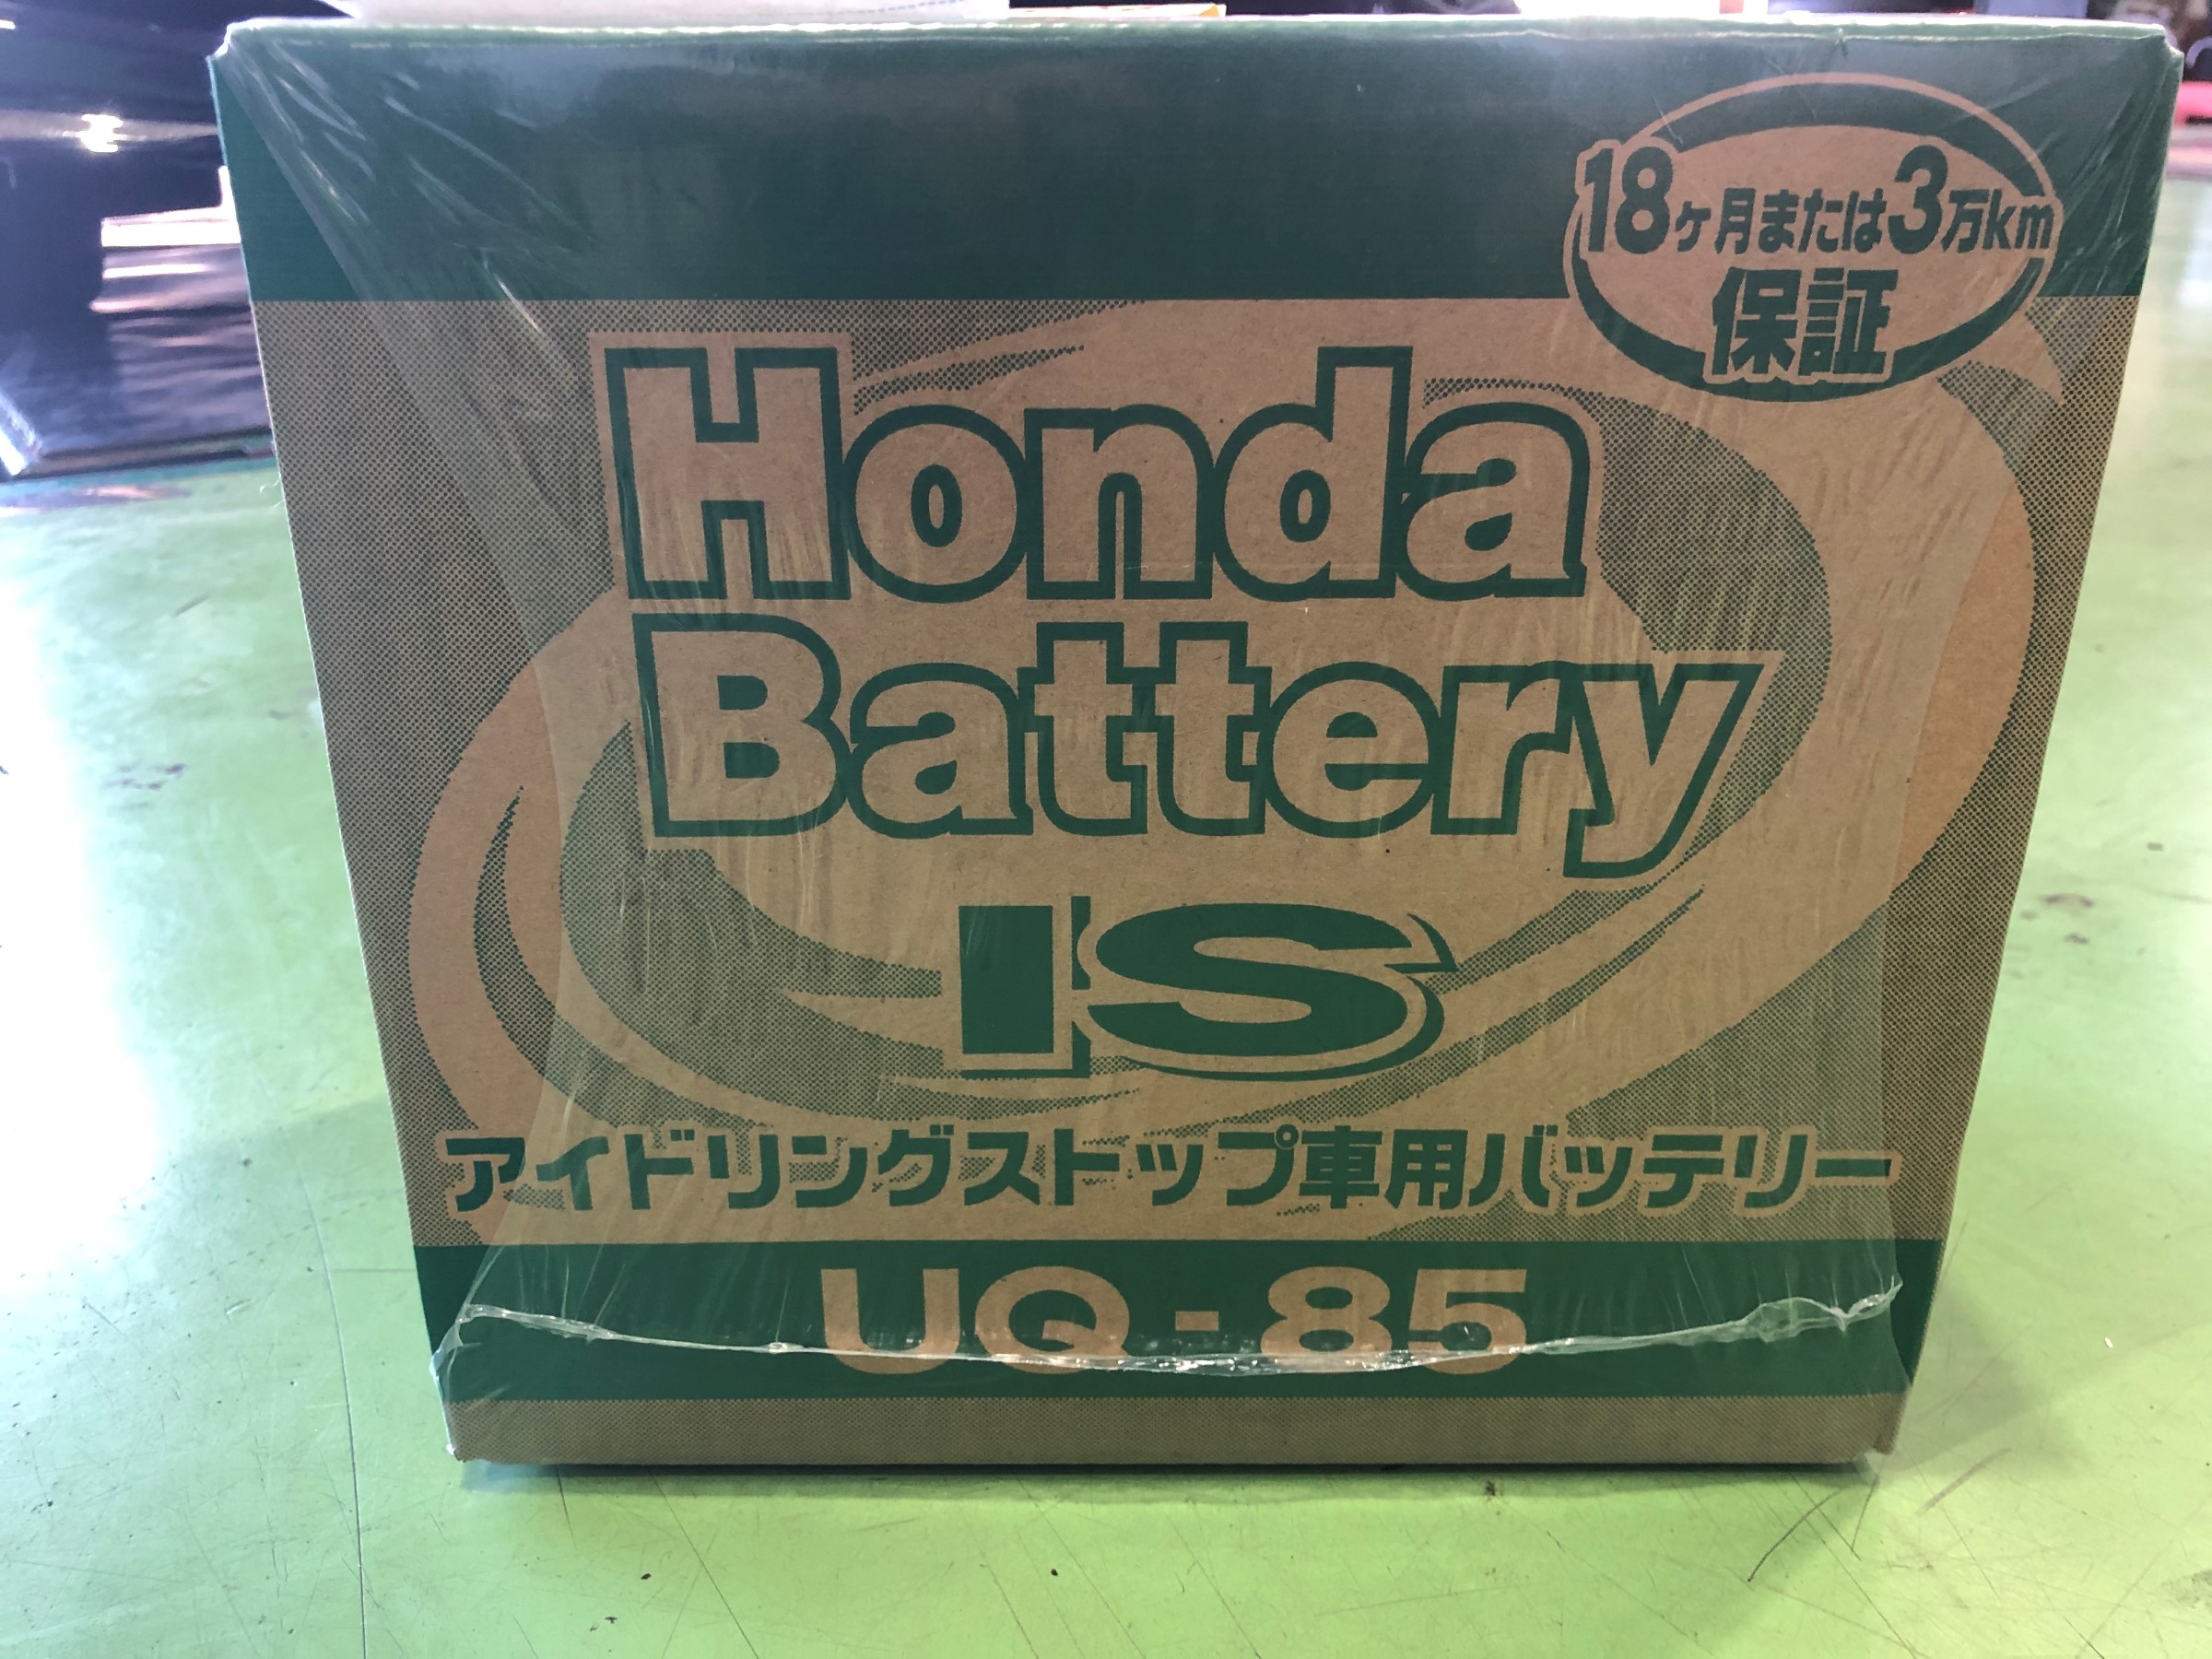 18ヶ月または3万km
保証
Honda
Battery
IS
アイドリングストップ車用バッテリー
UQ-85